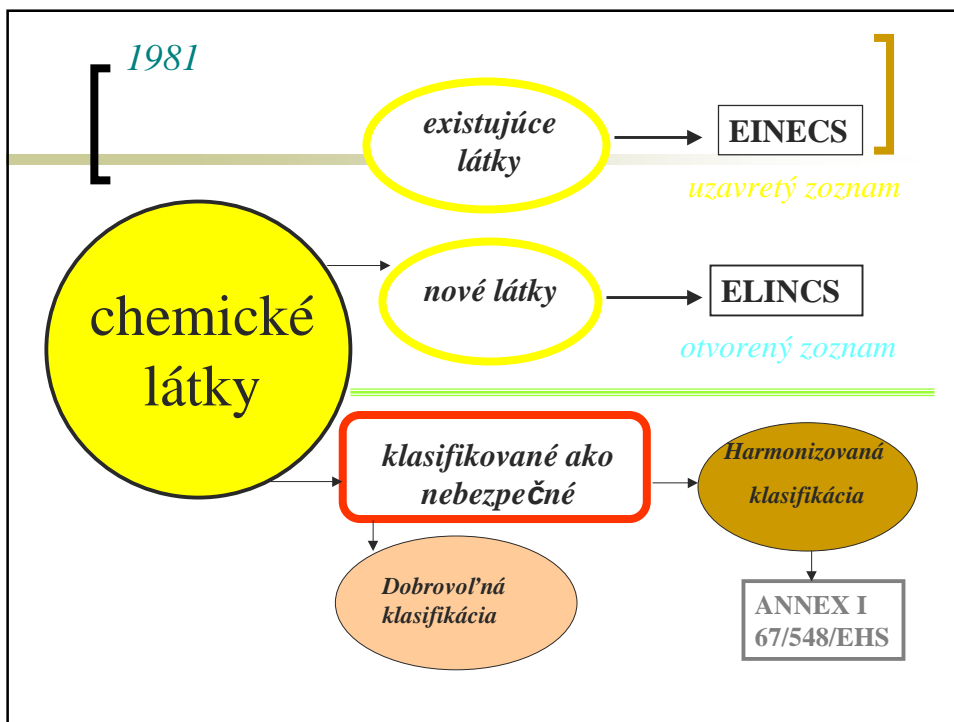 1981
existujúce
látky
EINECS
uzavretý zoznam
nové látky
ELINCS
otvorený zoznam
chemické
látky
klasifikované ako
nebezpečné
Harmonizovaná
klasifikácia
Dobrovoľná
klasifikácia
ANNEX I
67/548/EHS